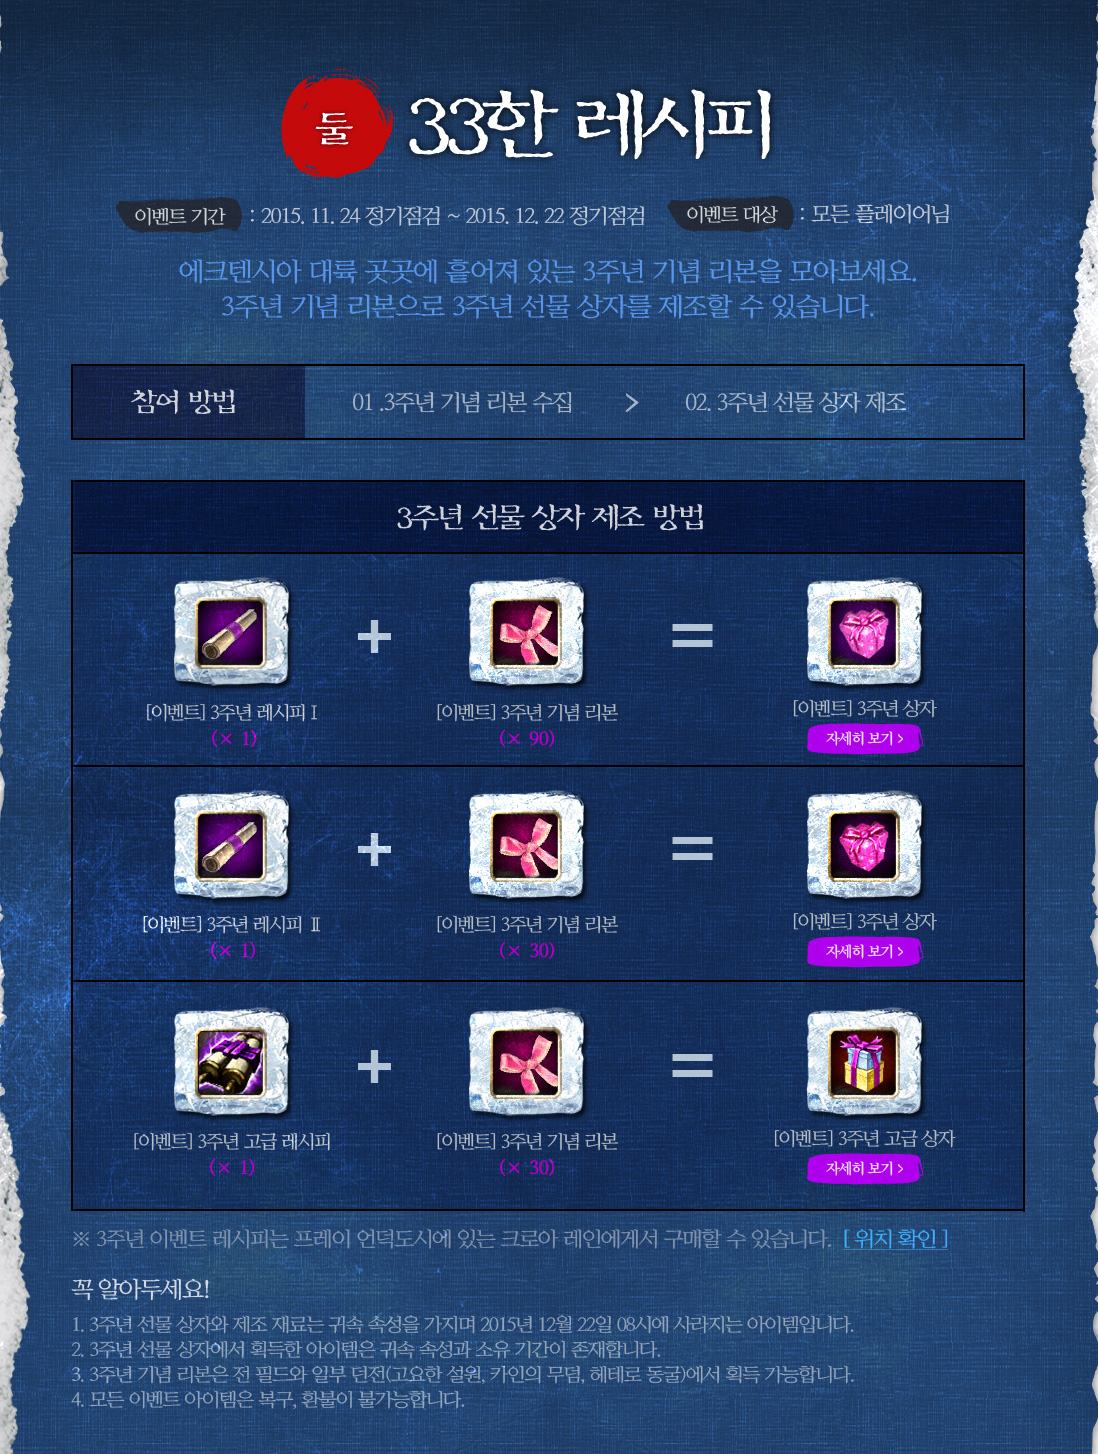 둘
33한 레시피
이벤트 기간 : 2015. 11. 24 정기점검 ~ 2015. 12. 22 정기점검 이벤트 대상 : 모든 플레이어님
에크텐시아 대륙 곳곳에 흩어져 있는 3주년 기념 리본을 모아보세요.
3주년 기념 리본으로 3주년 선물 상자를 제조할 수 있습니다.
참여 방법 01 .3주년 기념 리본 수집 > 02. 3주년 선물 상자 제조
3주년 선물 상자 제조 방법
+ =
[이벤트] 3주년 레시피 I [이벤트] 3주년 기념 리본 [이벤트] 3주년 상자
(× 1) (× 90) 자세히 보기 >
+ =
[이벤트] 3주년 레시피 II [이벤트] 3주년 기념 리본 [이벤트] 3주년 상자
(× 1) (× 30) 자세히 보기 >
+ =
[이벤트] 3주년 고급 레시피 [이벤트] 3주년 기념 리본 [이벤트] 3주년 고급 상자
(× 1) (× 30) 자세히 보기 >
※ 3주년 이벤트 레시피는 프레이 언덕도시에 있는 크로아 레인에게서 구매할 수 있습니다. [ 위치 확인 ]
꼭 알아두세요!
1. 3주년 선물 상자와 제조 재료는 귀속 속성을 가지며 2015년 12월 22일 08시에 사라지는 아이템입니다.
2. 3주년 선물 상자에서 획득한 아이템은 귀속 속성과 소유 기간이 존재합니다.
3. 3주년 기념 리본은 전 필드와 일부 던전(고요한 설원, 카인의 무덤, 헤테로 동굴)에서 획득 가능합니다.
4. 모든 이벤트 아이템은 복구, 환불이 불가능합니다.